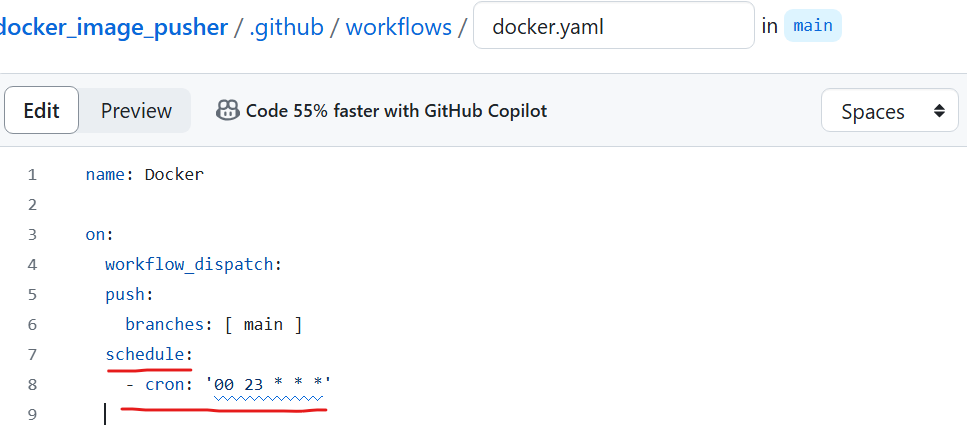 docker_image_pusher / .github / workflows / docker.yaml in main
Edit Preview Code 55% faster with GitHub Copilot Spaces
1 name: Docker
2
3 on:
4 workflow_dispatch:
5 push:
6 branches: [ main ]
7 schedule:
8 - cron: '00 23 * * *'
9